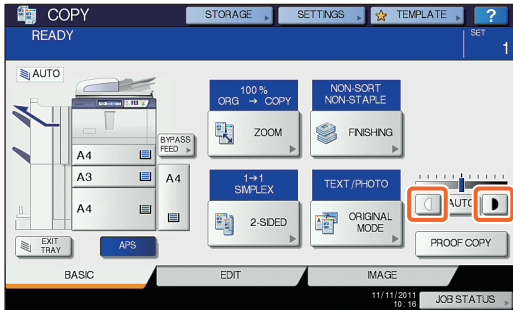 COPY
STORAGE
SETTINGS
TEMPLATE
?
READY
SET
1
AUTO
100 %
ORG → COPY
ZOOM
NON-SORT
NON-STAPLE
FINISHING
BYPASS
FEED
A4
A3
A4
A4
1→1
SIMPLEX
2-SIDED
TEXT/PHOTO
ORIGINAL
MODE
AUTO
EXIT
TRAY
APS
PROOF COPY
BASIC
EDIT
IMAGE
11/11/2011
10:16
JOB STATUS